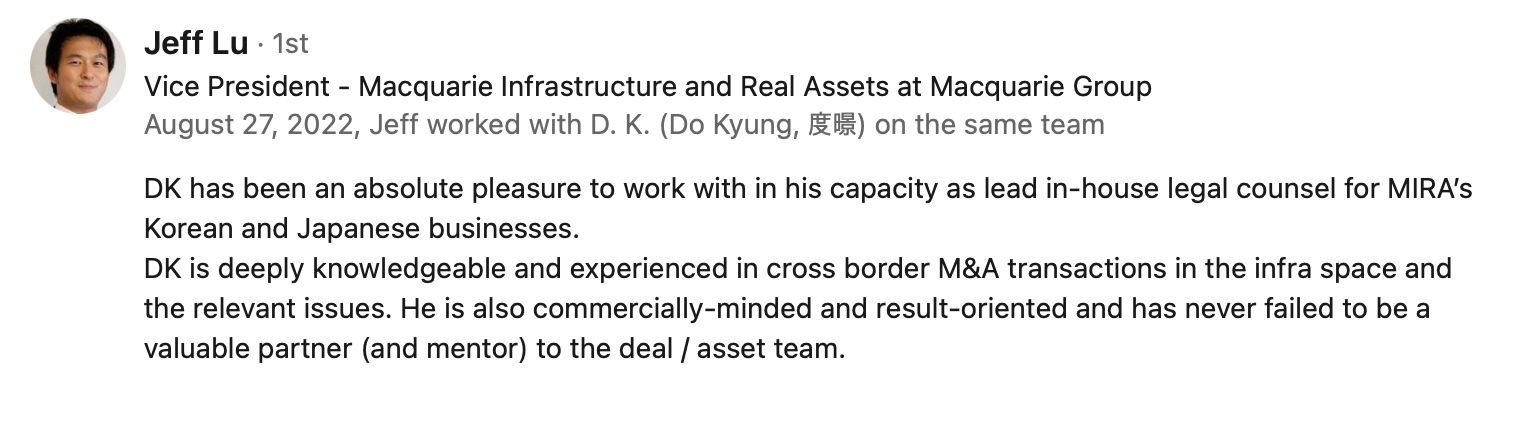 Jeff Lu · 1st
Vice President - Macquarie Infrastructure and Real Assets at Macquarie Group
August 27, 2022, Jeff worked with D. K. (Do Kyung, 度暻) on the same team
DK has been an absolute pleasure to work with in his capacity as lead in-house legal counsel for MIRA’s
Korean and Japanese businesses.
DK is deeply knowledgeable and experienced in cross border M&A transactions in the infra space and
the relevant issues. He is also commercially-minded and result-oriented and has never failed to be a
valuable partner (and mentor) to the deal / asset team.